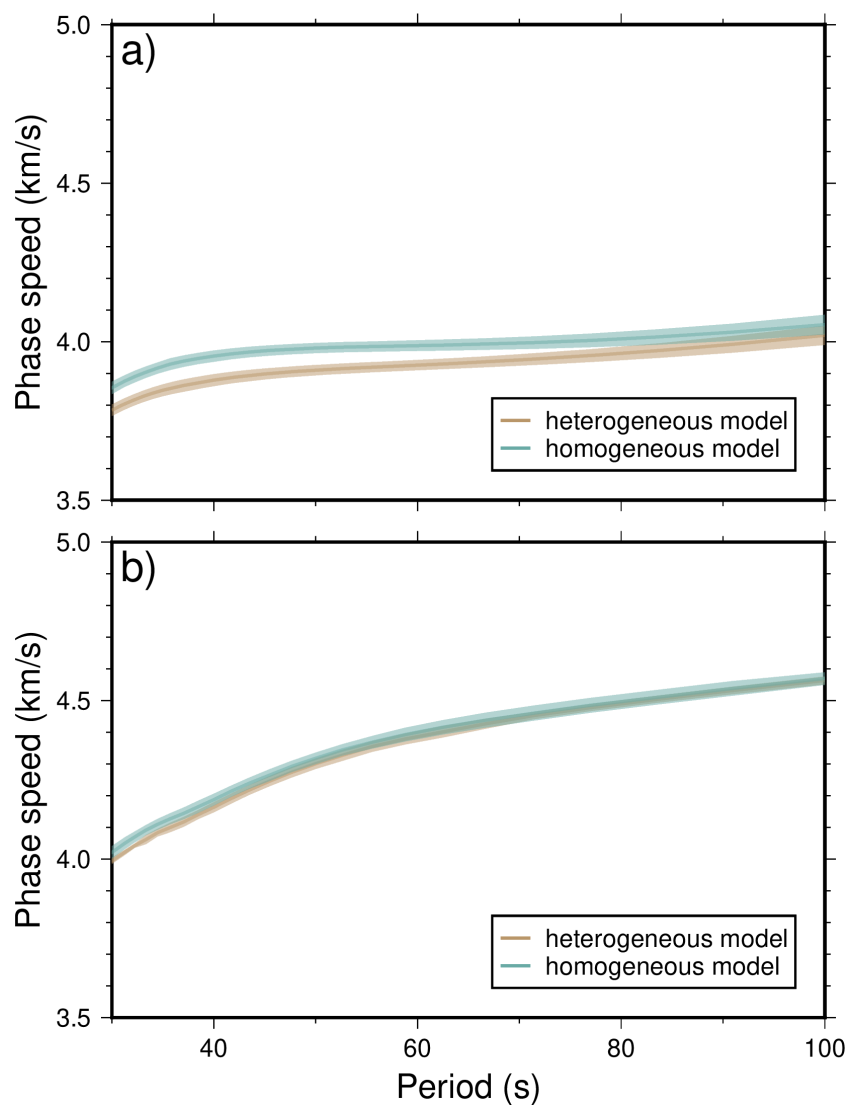 a)
5.0
4.5
4.0
3.5
Phase speed (km/s)
heterogeneous model
homogeneous model
b)
5.0
4.5
4.0
3.5
Phase speed (km/s)
heterogeneous model
homogeneous model
40 60 80 100
Period (s)